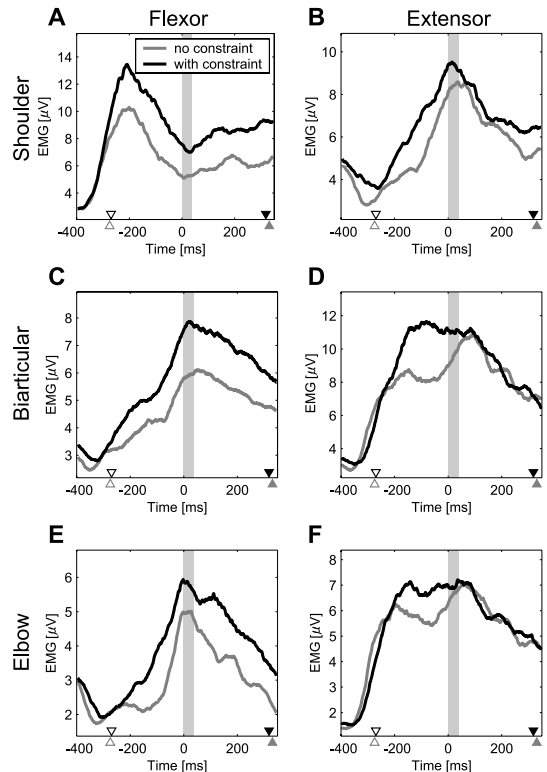 Flexor
Extensor
Shoulder
Biarticular
Elbow
A
no constraint
with constraint
EMG [μV]
14
12
10
8
6
4
-400
-200
0
200
Time [ms]
B
EMG [μV]
10
8
6
4
-400
-200
0
200
Time [ms]
C
EMG [μV]
8
7
6
5
4
3
-400
-200
0
200
Time [ms]
D
EMG [μV]
12
10
8
6
4
-400
-200
0
200
Time [ms]
E
EMG [μV]
6
5
4
3
2
-400
-200
0
200
Time [ms]
F
EMG [μV]
8
7
6
5
4
3
2
-400
-200
0
200
Time [ms]